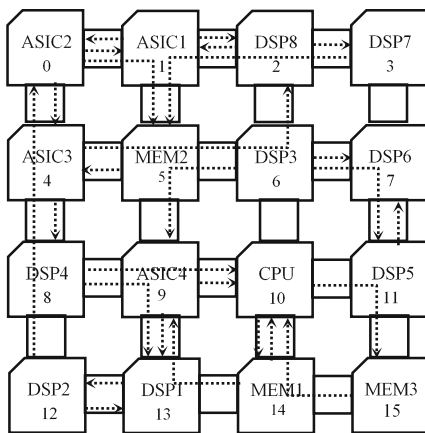 ASIC2
0
ASIC1
1
DSP8
2
DSP7
3
ASIC3
4
MEM2
5
DSP3
6
DSP6
7
DSP4
8
ASIC4
9
CPU
10
DSP5
11
DSP2
12
DSP1
13
MEM1
14
MEM3
15